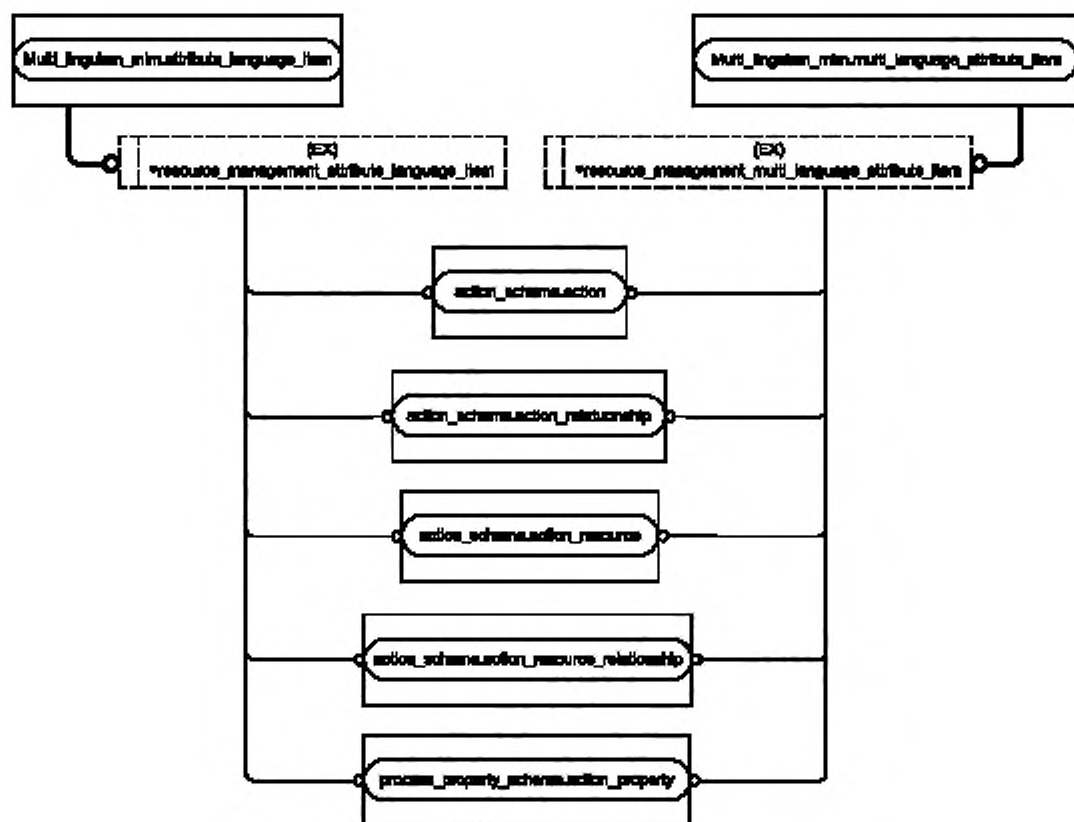 Multi_linguism_mim.attribute_language_item
Multi_linguism_mim.multi_language_attribute_item
(EX)
*resource_management_attribute_language_item
(EX)
*resource_management_multi_language_attribute_item
action_schema.action
action_schema.action_relationship
action_schema.action_resource
action_schema.action_resource_relationship
process_property_schema.action_property